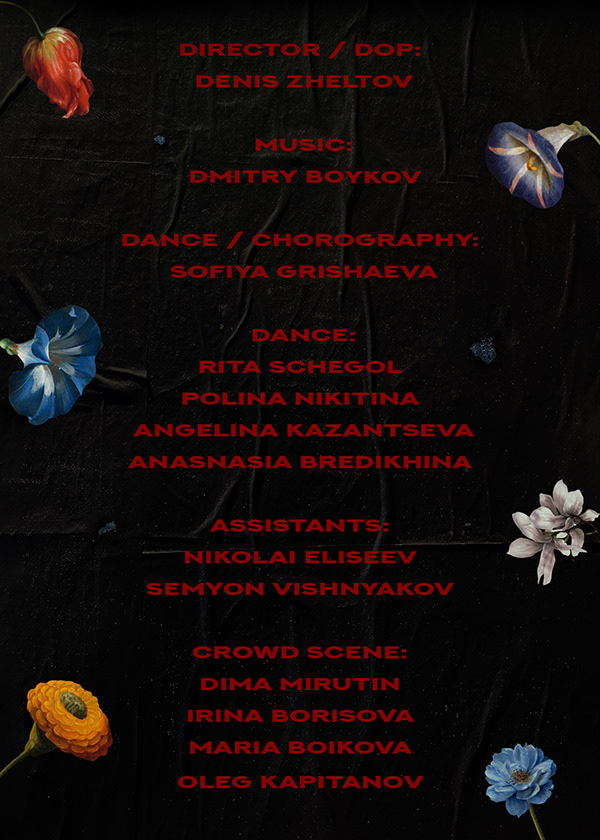 DIRECTOR / DOP:
DENIS ZHELTOV
MUSIC:
DMITRY BOYKOV
DANCE / CHOROGRAPHY:
SOFIYA GRISHAEVA
DANCE:
RITA SCHEGOL
POLINA NIKITINA
ANGELINA KAZANTSEVA
ANASNASIA BREDIKHINA
ASSISTANTS:
NIKOLAI ELISEEV
SEMYON VISHNYAKOV
CROWD SCENE:
DIMA MIRUTIN
IRINA BORISOVA
MARIA BOIKOVA
OLEG KAPITANOV